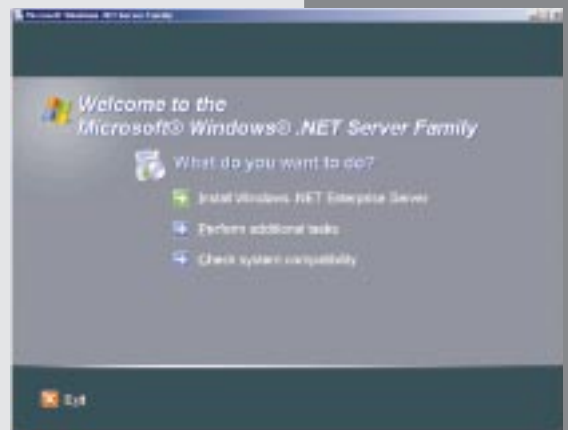 Microsoft Windows .NET Server Family
Welcome to the
Microsoft® Windows® .NET Server Family
What do you want to do?
Install Windows .NET Enterprise Server
Perform additional tasks
Check system compatibility
Exit